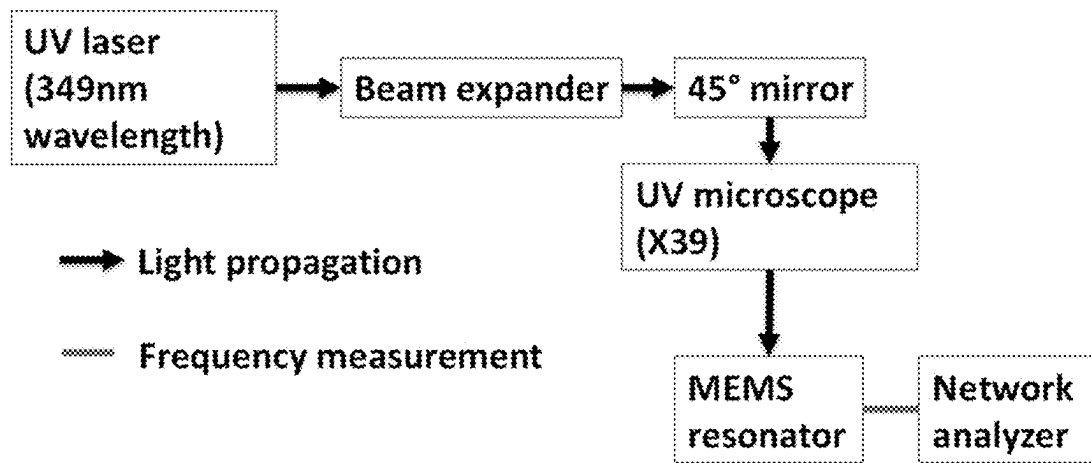 UV laser
(349nm
wavelength)
Beam expander
45° mirror
UV microscope
(X39)
Light propagation
Frequency measurement
MEMS
resonator
Network
analyzer